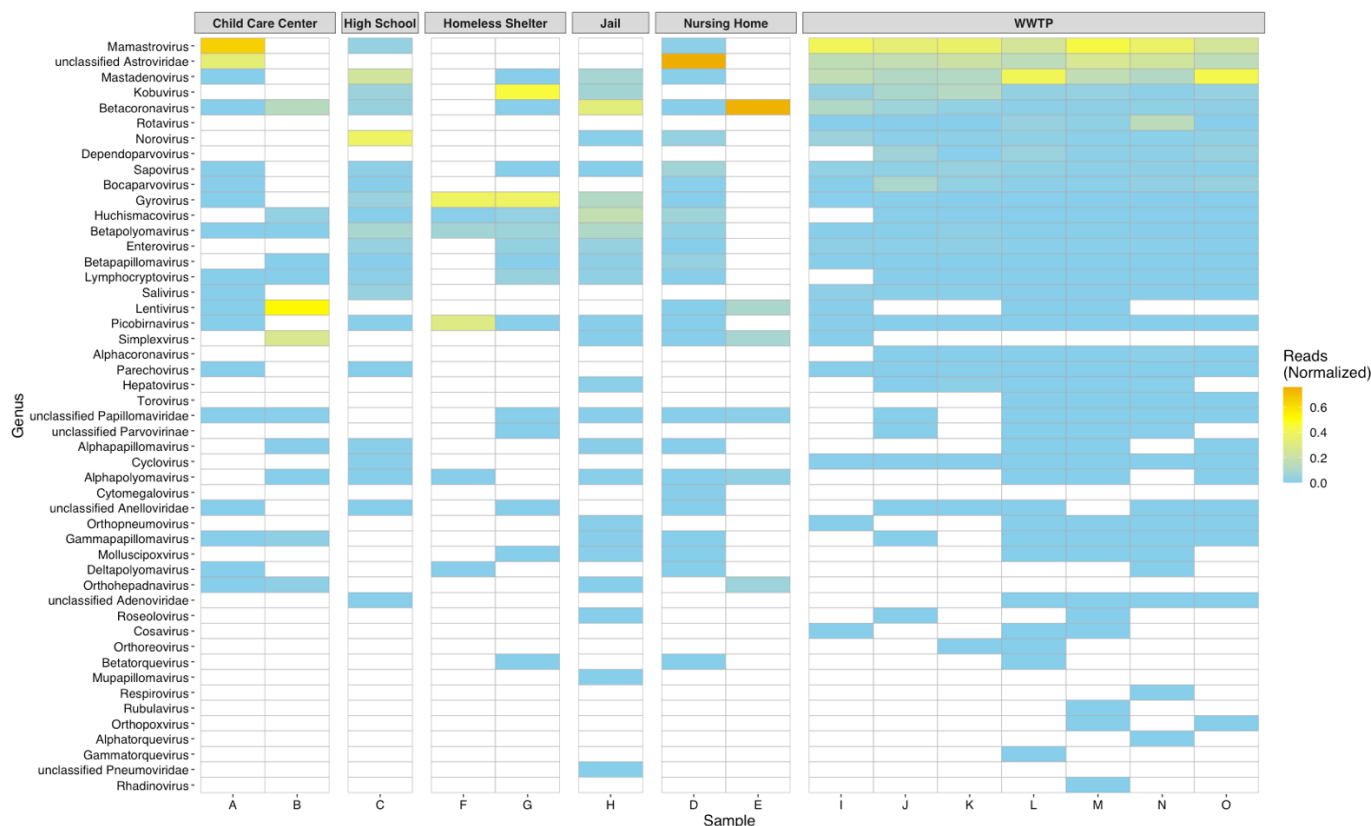 Child Care Center High School Homeless Shelter Jail Nursing Home WWTP
Mamastrovirus
unclassified Astroviridae
Mastadenovirus
Kobuvirus
Betacoronavirus
Rotavirus
Norovirus
Dependoparvovirus
Sapovirus
Bocaparvovirus
Gyrovirus
Huchismacovirus
Betapolyomavirus
Enterovirus
Betapapillomavirus
Lymphocryptovirus
Salivirus
Lentivirus
Picobirnavirus
Simplexvirus
Alphacoronavirus
Parechovirus
Hepatovirus
Torovirus
unclassified Papillomaviridae
unclassified Parvovirinae
Alphapapillomavirus
Cyclovirus
Alphapolyomavirus
Cytomegalovirus
unclassified Anelloviridae
Orthopneumovirus
Gammapapillomavirus
Molluscipoxvirus
Deltapolyomavirus
Orthohepadnavirus
unclassified Adenoviridae
Roseolovirus
Cosavirus
Orthoreovirus
Betatorquevirus
Mupapillomavirus
Respirovirus
Rubulavirus
Orthopoxvirus
Alphatorquevirus
Gammatorquevirus
unclassified Pneumoviridae
Rhadinovirus
Genus
A B C F G H D E I J K L M N O
Sample
Reads
(Normalized)
0.6
0.4
0.2
0.0